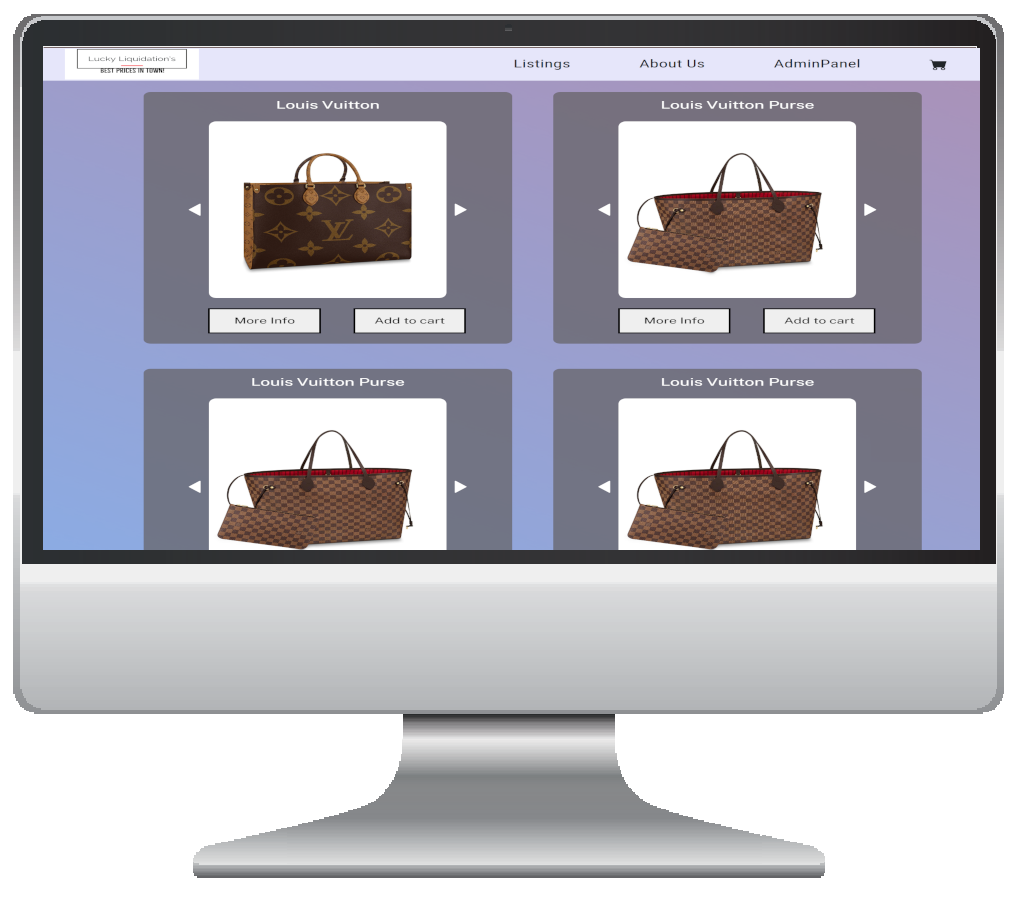 Lucky Liquidation's
BEST PRICES IN TOWN!
Listings
About Us
AdminPanel
Louis Vuitton
Louis Vuitton Purse
LV
More Info
Add to cart
More Info
Add to cart
Louis Vuitton Purse
Louis Vuitton Purse